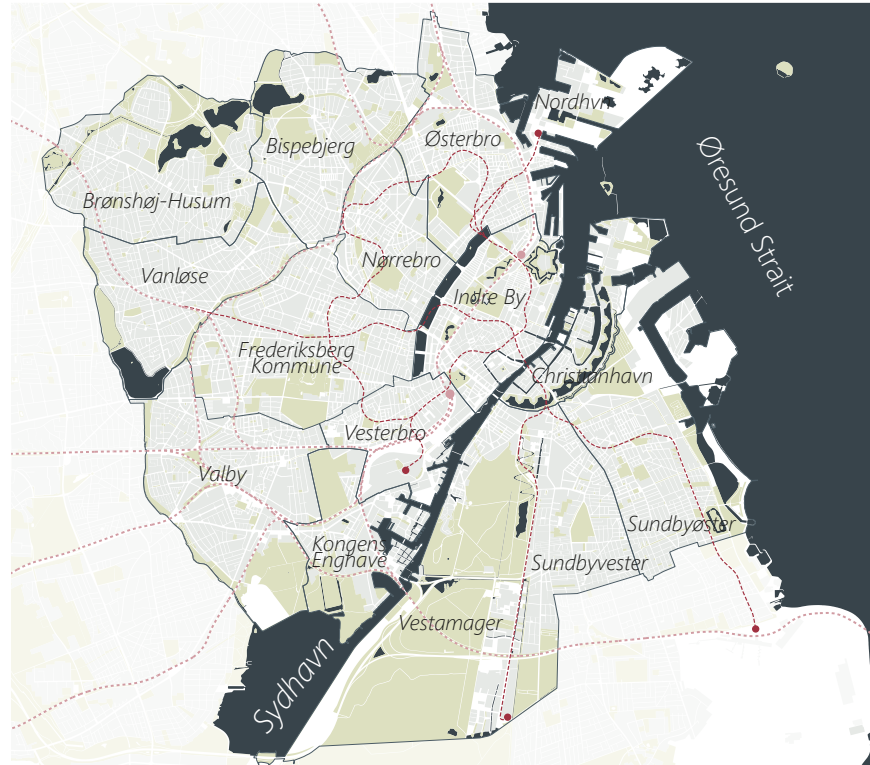 Nordhvn
Østerbro
Bispebjerg
Brønshøj-Husum
Øresund Strait
Nørrebro
Vanløse
Indre By
Frederiksberg
Kommune
Christianhavn
Vesterbro
Valby
Sundbyøster
Kongens
Enghave
Sundbyvester
Vestamager
Sydhavn